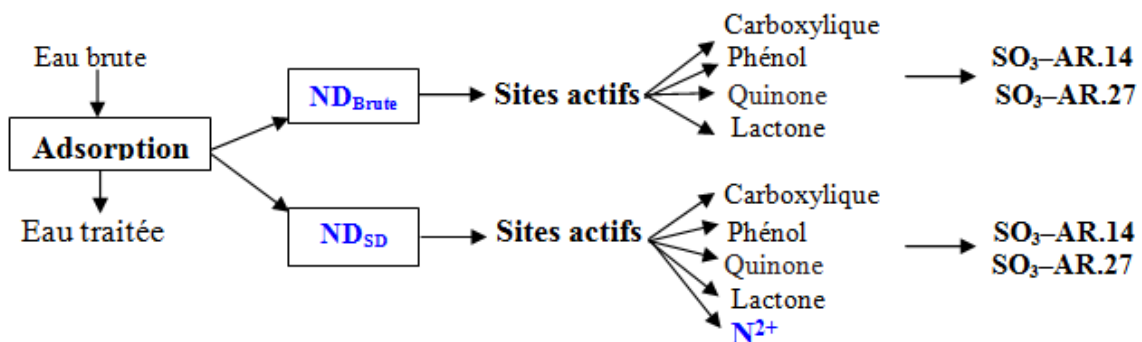 Eau brute
Adsorption
Eau traitée
ND_Brute
Sites actifs
Carboxylique
Phénol
Quinone
Lactone
SO₃–AR.14
SO₃–AR.27
ND_SD
Sites actifs
Carboxylique
Phénol
Quinone
Lactone
N²⁺
SO₃–AR.14
SO₃–AR.27